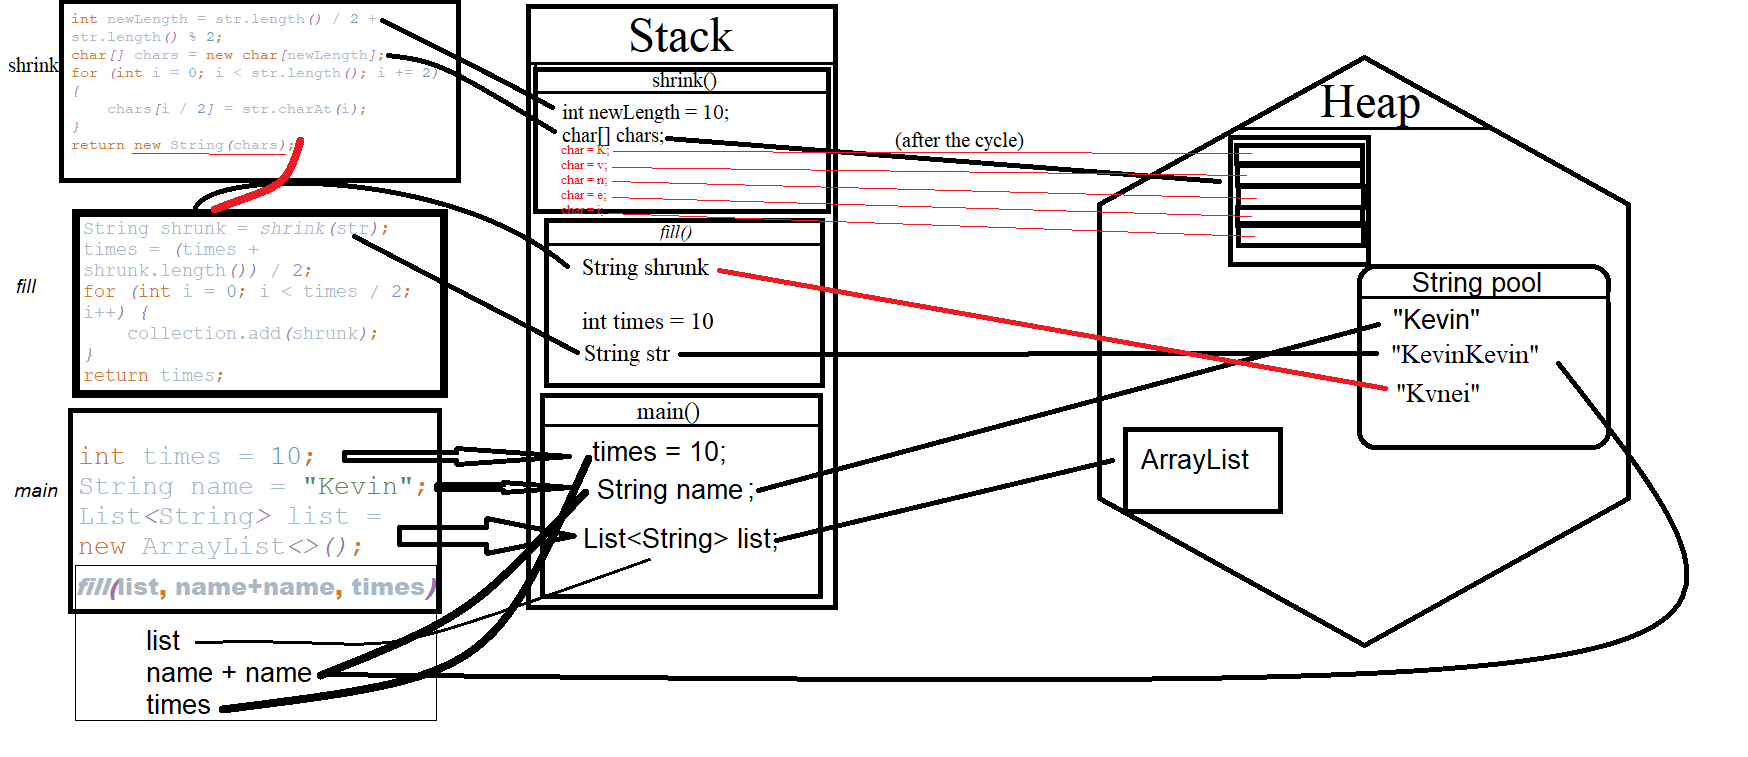 shrink
int newLength = str.length() / 2 +
str.length() % 2;
char[] chars = new char[newLength];
for (int i = 0; i < str.length(); i += 2)
{
chars[i / 2] = str.charAt(i);
}
return new String(chars);
fill
String shrunk = shrink(str);
times = (times +
shrunk.length()) / 2;
for (int i = 0; i < times / 2;
i++) {
collection.add(shrunk);
}
return times;
main
int times = 10;
String name = "Kevin";
List<String> list =
new ArrayList<>();
fill(list, name+name, times)
list
name + name
times
Stack
shrink()
int newLength = 10;
char[] chars;
char = K;
char = v;
char = n;
char = e;
char = i;
fill()
String shrunk
int times = 10
String str
main()
times = 10;
String name ;
List<String> list;
(after the cycle)
Heap
String pool
"Kevin"
"KevinKevin"
"Kvnei"
ArrayList